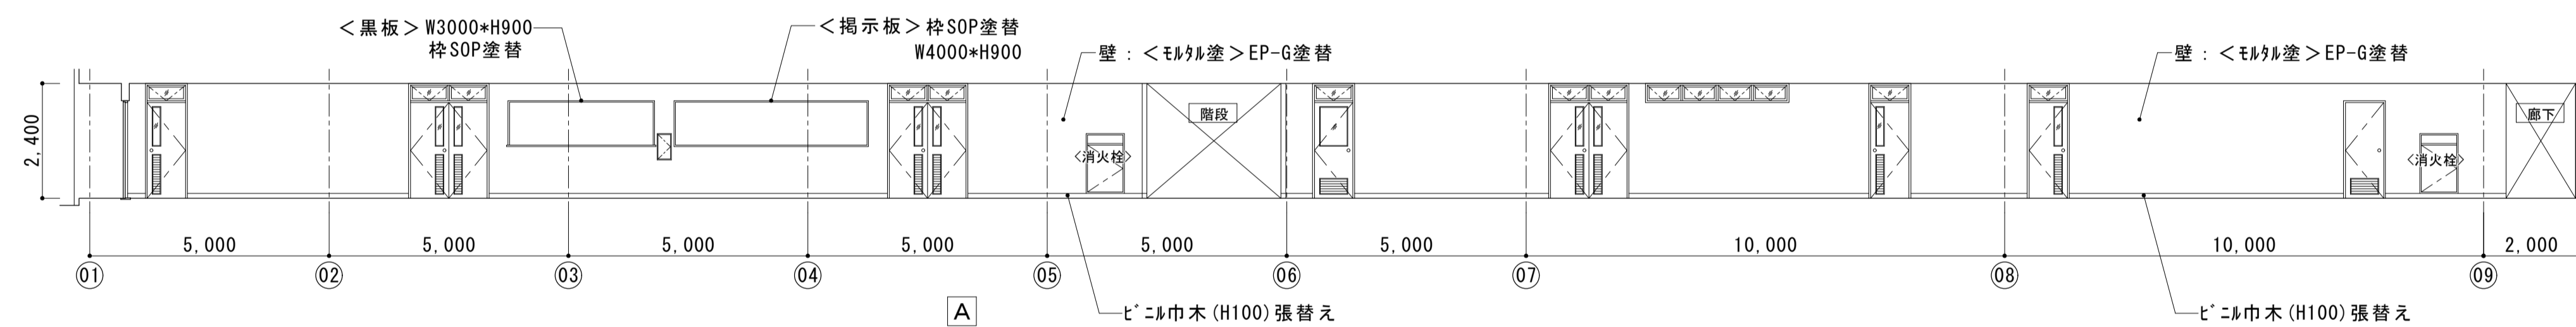 ＜黒板＞W3000*H900
枠SOP塗替
＜掲示板＞枠SOP塗替
W4000*H900
壁：＜ﾓﾙﾀﾙ塗＞EP-G塗替
壁：＜ﾓﾙﾀﾙ塗＞EP-G塗替
2,400
階段
廊下
＜消火栓＞
＜消火栓＞
5,000
5,000
5,000
5,000
5,000
5,000
10,000
10,000
2,000
01
02
03
04
05
06
07
08
09
A
ﾋﾞﾆﾙ巾木(H100)張替え
ﾋﾞﾆﾙ巾木(H100)張替え